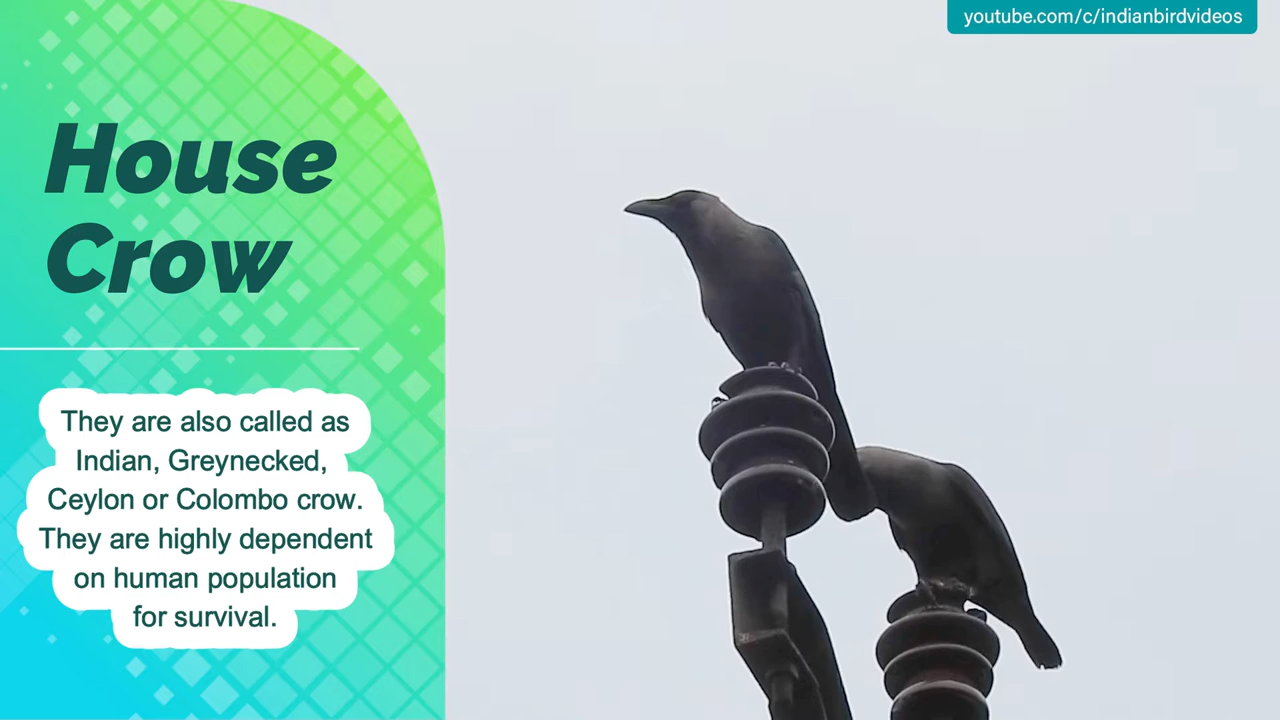 youtube.com/c/indianbirdvideos
House
Crow
They are also called as
Indian, Greynecked,
Ceylon or Colombo crow.
They are highly dependent
on human population
for survival.